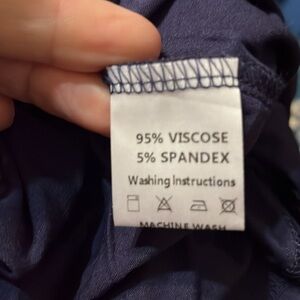 95% VISCOSE
5% SPANDEX
Washing Instructions
MACHINE WASH